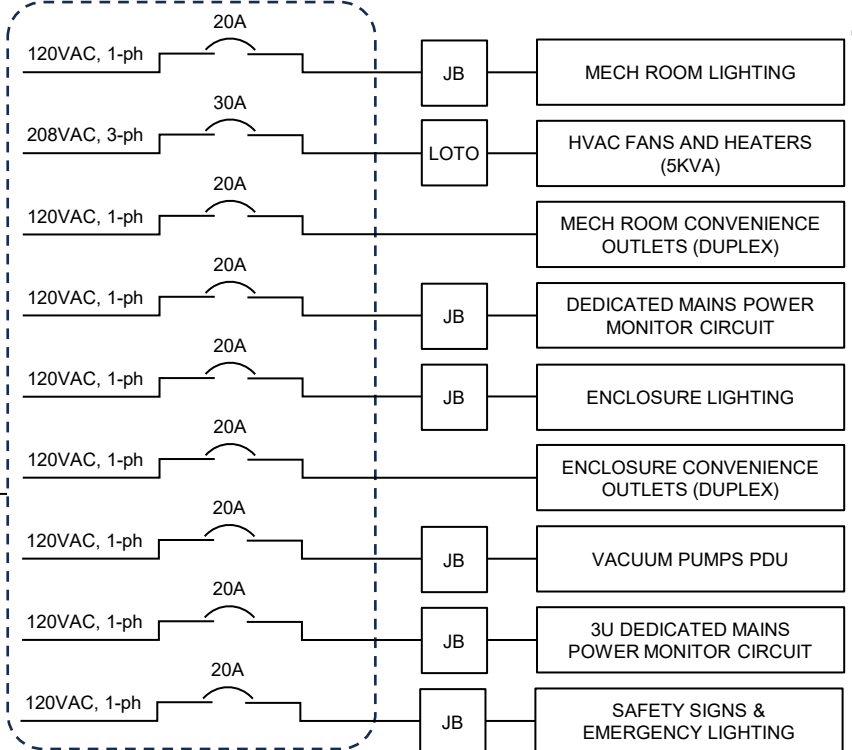 20A
120VAC, 1-ph
JB
MECH ROOM LIGHTING
30A
208VAC, 3-ph
LOTO
HVAC FANS AND HEATERS
(5KVA)
20A
120VAC, 1-ph
MECH ROOM CONVENIENCE
OUTLETS (DUPLEX)
20A
120VAC, 1-ph
JB
DEDICATED MAINS POWER
MONITOR CIRCUIT
20A
120VAC, 1-ph
JB
ENCLOSURE LIGHTING
20A
120VAC, 1-ph
ENCLOSURE CONVENIENCE
OUTLETS (DUPLEX)
20A
120VAC, 1-ph
JB
VACUUM PUMPS PDU
20A
120VAC, 1-ph
JB
3U DEDICATED MAINS
POWER MONITOR CIRCUIT
20A
120VAC, 1-ph
JB
SAFETY SIGNS &
EMERGENCY LIGHTING